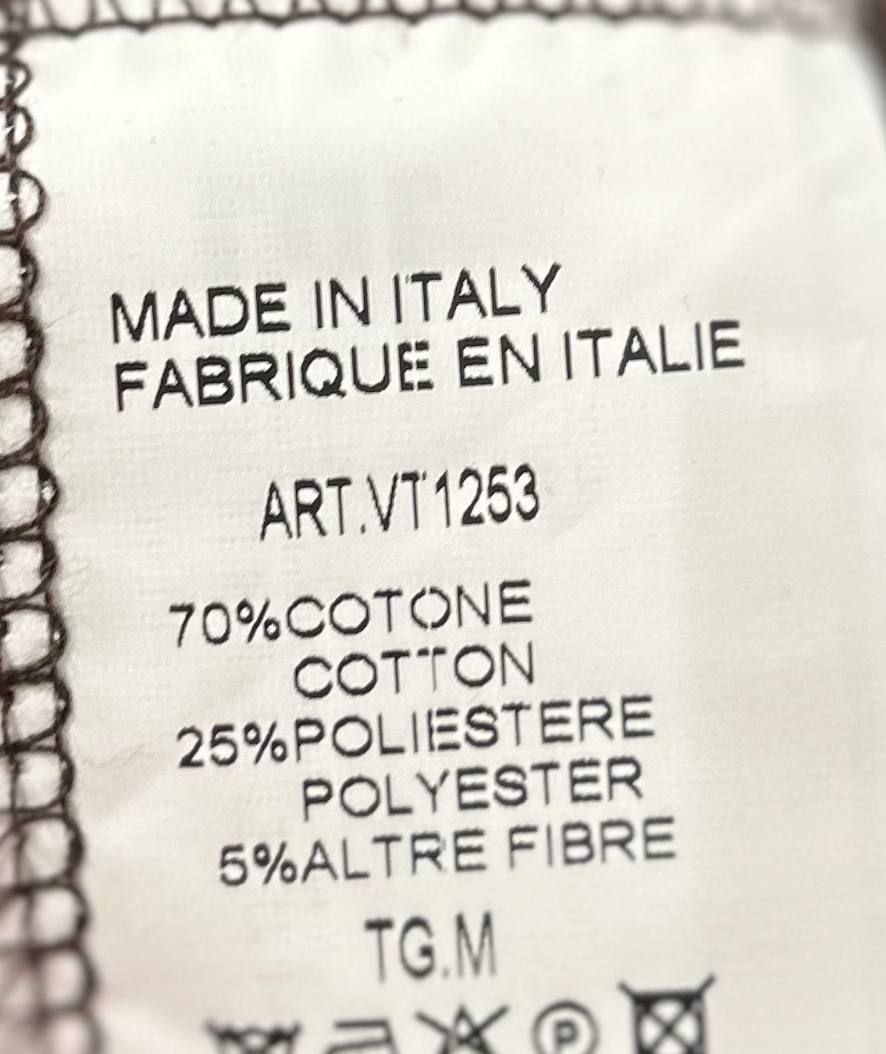 MADE IN ITALY
FABRIQUE EN ITALIE
ART.VT1253
70%COTONE
COTTON
25%POLIESTERE
POLYESTER
5%ALTRE FIBRE
TG.M
P